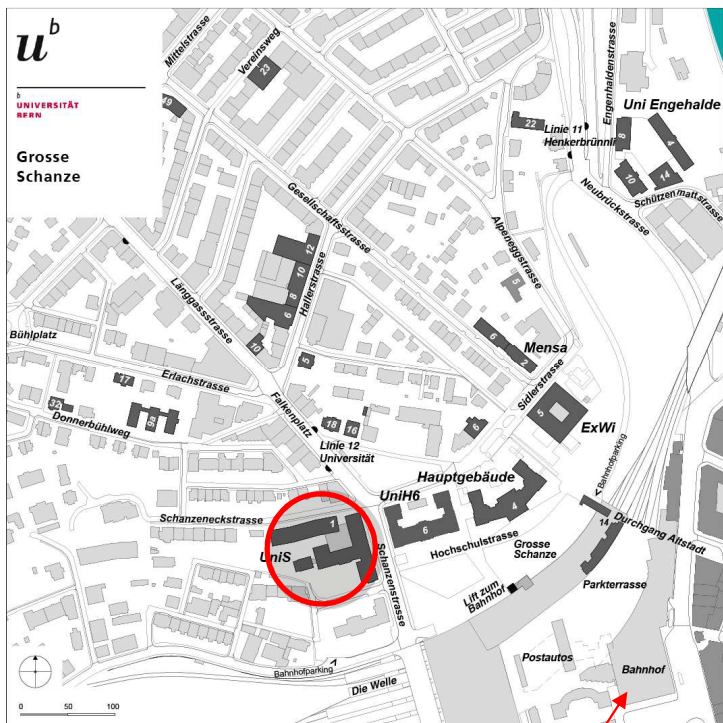 u^b
b
UNIVERSITÄT
BERN
Grosse
Schanze
Mittelstrasse
Vereinsweg
23
49
Gesellschaftsstrasse
22
Linie 11
Henkerbrünnli
Engehaldenstrasse
Uni Engehalde
8
4
10
14
Schützenmattstrasse
Neubrückstrasse
Alpeneggstrasse
5
12
10
8
6
Hallerstrasse
Länggassstrasse
10
5
Bühlplatz
17
Erlachstrasse
32
9a
Donnerbühlweg
Falkenplatz
18
16
Linie 12
Universität
6
2
Mensa
Sidlerstrasse
5
ExWi
6
Hauptgebäude
4
UniH6
6
Hochschulstrasse
Grosse
Schanze
Bahnhofparking
14
Durchgang Altstadt
Parkterrasse
Lift zum
Bahnhof
Schanzeneckstrasse
1
UniS
Schanzenstrasse
Postautos
Bahnhof
Bahnhofparking
Die Welle
0
50
100